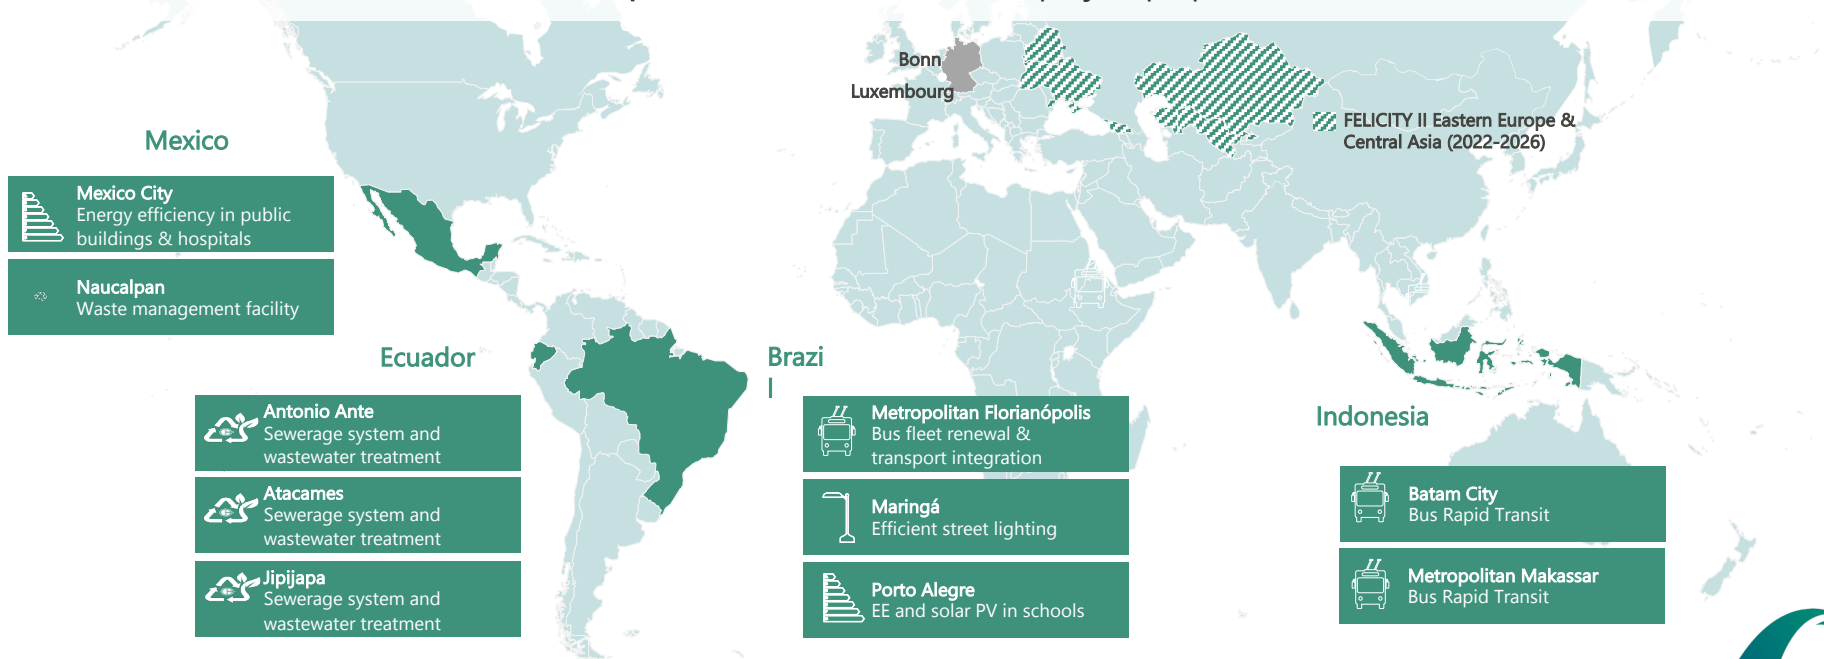 Bonn
Luxembourg
FELICITY II Eastern Europe &
Central Asia (2022-2026)
Mexico
Mexico City
Energy efficiency in public
buildings & hospitals
Naucalpan
Waste management facility
Ecuador
Antonio Ante
Sewerage system and
wastewater treatment
Atacames
Sewerage system and
wastewater treatment
Jipijapa
Sewerage system and
wastewater treatment
Brazi
l
Metropolitan Florianópolis
Bus fleet renewal &
transport integration
Maringá
Efficient street lighting
Porto Alegre
EE and solar PV in schools
Indonesia
Batam City
Bus Rapid Transit
Metropolitan Makassar
Bus Rapid Transit